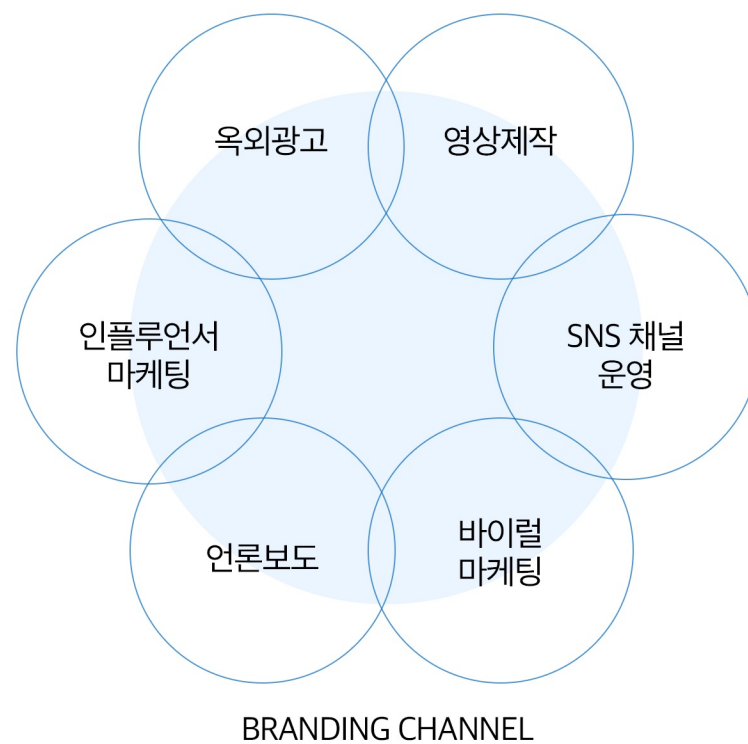 옥외광고
영상제작
인플루언서
마케팅
SNS 채널
운영
언론보도
바이럴
마케팅
BRANDING CHANNEL